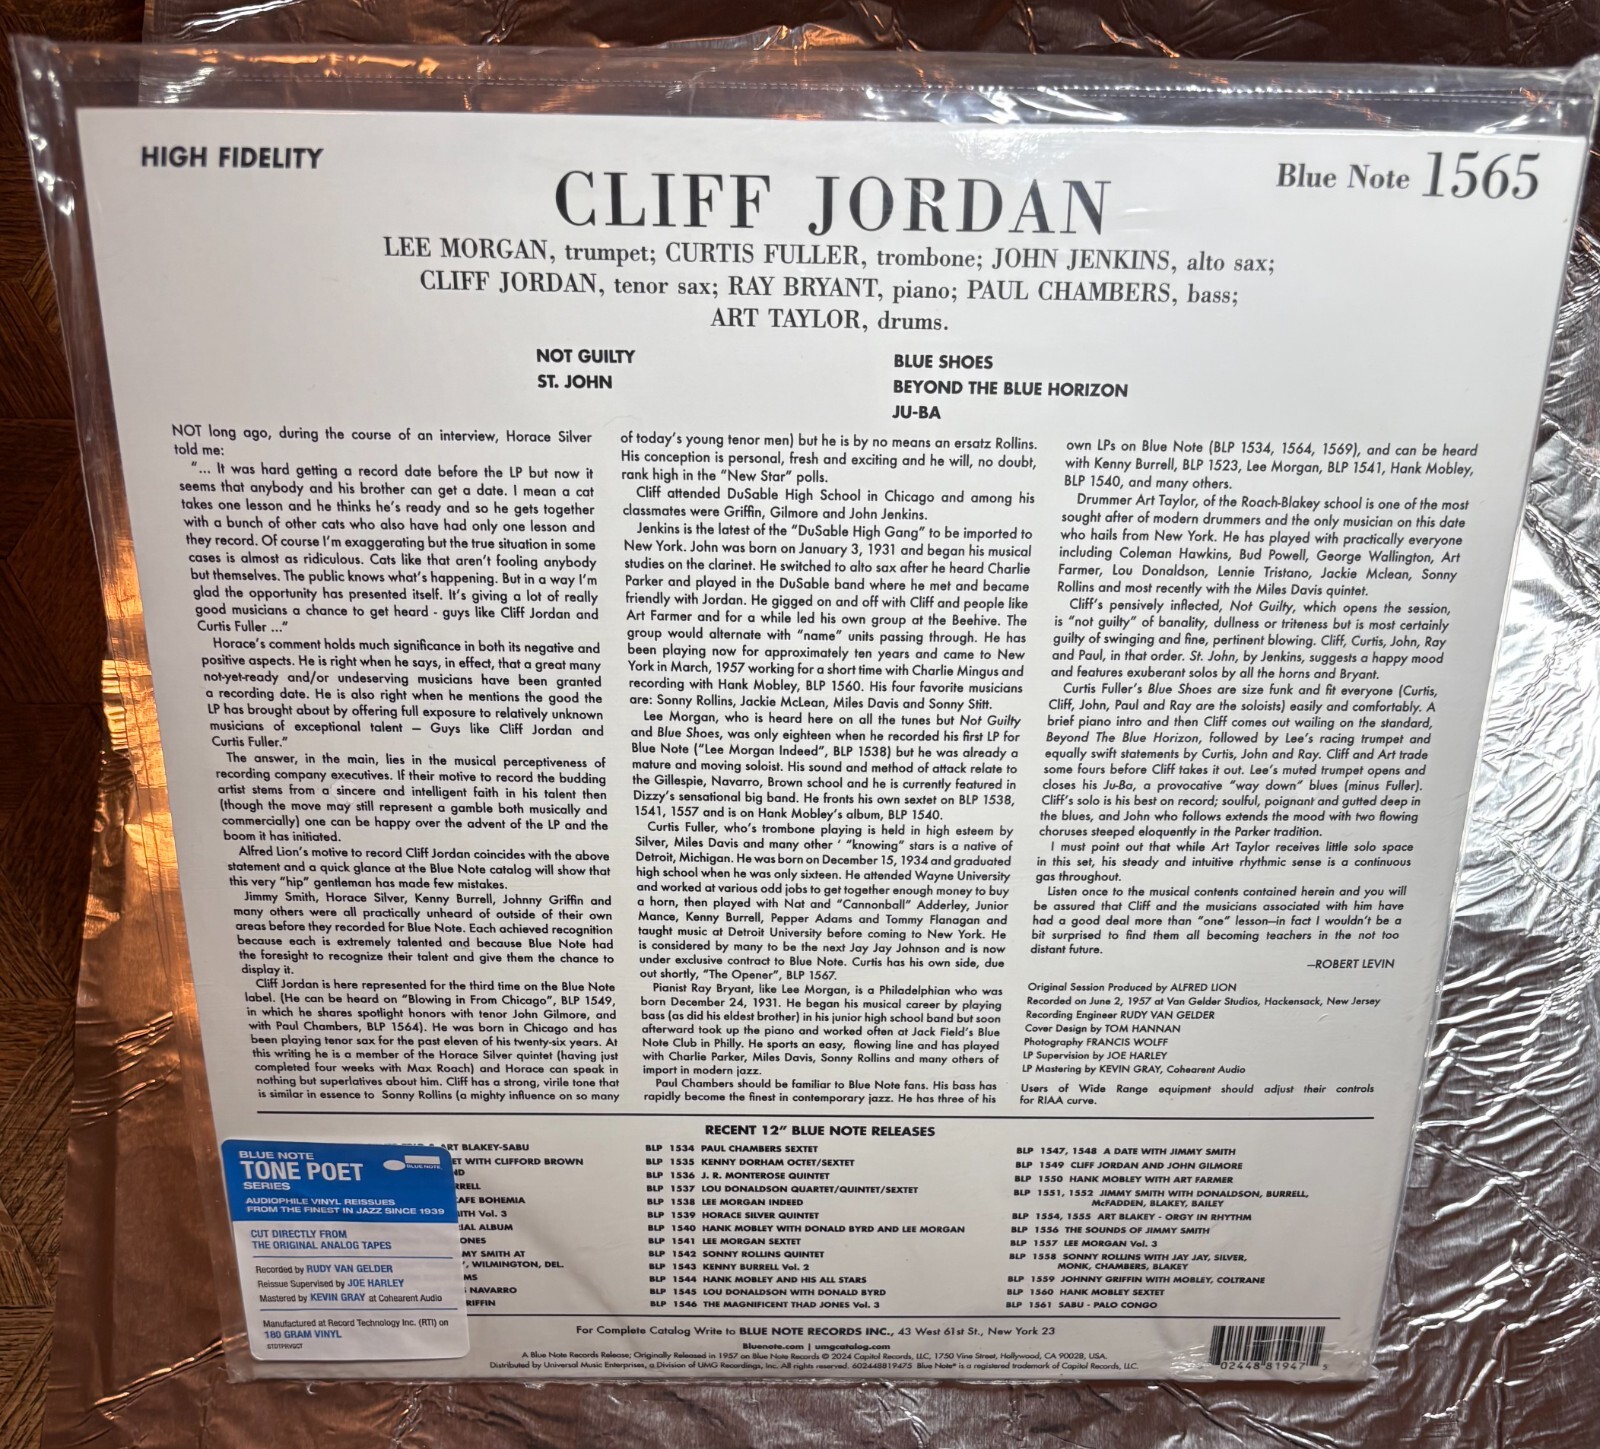 HIGH FIDELITY
Blue Note 1565
CLIFF JORDAN
LEE MORGAN, trumpet; CURTIS FULLER, trombone; JOHN JENKINS, alto sax;
CLIFF JORDAN, tenor sax; RAY BRYANT, piano; PAUL CHAMBERS, bass;
ART TAYLOR, drums.
NOT GUILTY
ST. JOHN
BLUE SHOES
BEYOND THE BLUE HORIZON
JU-BA
NOT long ago, during the course of an interview, Horace Silver
told me:
"... It was hard getting a record date before the LP but now it
seems that anybody and his brother can get a date. I mean a cat
takes one lesson and he thinks he's ready and so he gets together
with a bunch of other cats who also have had only one lesson and
they record. Of course I'm exaggerating but the true situation in some
cases is almost as ridiculous. Cats like that aren't fooling anybody
but themselves. The public knows what's happening. But in a way I'm
glad the opportunity has presented itself. It's giving a lot of really
good musicians a chance to get heard - guys like Cliff Jordan and
Curtis Fuller ..."
Horace's comment holds much significance in both its negative and
positive aspects. He is right when he says, in effect, that a great many
not-yet-ready and/or undeserving musicians have been granted
a recording date. He is also right when he mentions the good the
LP has brought about by offering full exposure to relatively unknown
musicians of exceptional talent — Guys like Cliff Jordan and
Curtis Fuller."
The answer, in the main, lies in the musical perceptiveness of
recording company executives. If their motive to record the budding
artist stems from a sincere and intelligent faith in his talent then
(though the move may still represent a gamble both musically and
commercially) one can be happy over the advent of the LP and the
boom it has initiated.
Alfred Lion's motive to record Cliff Jordan coincides with the above
statement and a quick glance at the Blue Note catalog will show that
this very "hip" gentleman has made few mistakes.
Jimmy Smith, Horace Silver, Kenny Burrell, Johnny Griffin and
many others were all practically unheard of outside of their own
areas before they recorded for Blue Note. Each achieved recognition
because each is extremely talented and because Blue Note had
the foresight to recognize their talent and give them the chance to
display it.
Cliff Jordan is here represented for the third time on the Blue Note
label. (He can be heard on "Blowing in From Chicago", BLP 1549,
in which he shares spotlight honors with tenor John Gilmore, and
with Paul Chambers, BLP 1564). He was born in Chicago and has
been playing tenor sax for the past eleven of his twenty-six years. At
this writing he is a member of the Horace Silver quintet (having just
completed four weeks with Max Roach) and Horace can speak in
nothing but superlatives about him. Cliff has a strong, virile tone that
is similar in essence to Sonny Rollins (a mighty influence on so many
of today's young tenor men) but he is by no means an ersatz Rollins.
His conception is personal, fresh and exciting and he will, no doubt,
rank high in the "New Star" polls.
Cliff attended DuSable High School in Chicago and among his
classmates were Griffin, Gilmore and John Jenkins.
Jenkins is the latest of the "DuSable High Gang" to be imported to
New York. John was born on January 3, 1931 and began his musical
studies on the clarinet. He switched to alto sax after he heard Charlie
Parker and played in the DuSable band where he met and became
friendly with Jordan. He gigged on and off with Cliff and people like
Art Farmer and for a while led his own group at the Beehive. The
group would alternate with "name" units passing through. He has
been playing now for approximately ten years and came to New
York in March, 1957 working for a short time with Charlie Mingus and
recording with Hank Mobley, BLP 1560. His four favorite musicians
are: Sonny Rollins, Jackie McLean, Miles Davis and Sonny Stitt.
Lee Morgan, who is heard here on all the tunes but Not Guilty
and Blue Shoes, was only eighteen when he recorded his first LP for
Blue Note ("Lee Morgan Indeed", BLP 1538) but he was already a
mature and moving soloist. His sound and method of attack relate to
the Gillespie, Navarro, Brown school and he is currently featured in
Dizzy's sensational big band. He fronts his own sextet on BLP 1538,
1541, 1557 and is on Hank Mobley's album, BLP 1540.
Curtis Fuller, who's trombone playing is held in high esteem by
Silver, Miles Davis and many other ' "knowing" stars is a native of
Detroit, Michigan. He was born on December 15, 1934 and graduated
high school when he was only sixteen. He attended Wayne University
and worked at various odd jobs to get together enough money to buy
a horn, then played with Nat and "Cannonball" Adderley, Junior
Mance, Kenny Burrell, Pepper Adams and Tommy Flanagan and
taught music at Detroit University before coming to New York. He
is considered by many to be the next Jay Jay Johnson and is now
under exclusive contract to Blue Note. Curtis has his own side, due
out shortly, "The Opener", BLP 1567.
Pianist Ray Bryant, like Lee Morgan, is a Philadelphian who was
born December 24, 1931. He began his musical career by playing
bass (as did his eldest brother) in his junior high school band but soon
afterward took up the piano and worked often at Jack Field's Blue
Note Club in Philly. He sports an easy, flowing line and has played
with Charlie Parker, Miles Davis, Sonny Rollins and many others of
import in modern jazz.
Paul Chambers should be familiar to Blue Note fans. His bass has
rapidly become the finest in contemporary jazz. He has three of his
own LPs on Blue Note (BLP 1534, 1564, 1569), and can be heard
with Kenny Burrell, BLP 1523, Lee Morgan, BLP 1541, Hank Mobley,
BLP 1540, and many others.
Drummer Art Taylor, of the Roach-Blakey school is one of the most
sought after of modern drummers and the only musician on this date
who hails from New York. He has played with practically everyone
including Coleman Hawkins, Bud Powell, George Wallington, Art
Farmer, Lou Donaldson, Lennie Tristano, Jackie Mclean, Sonny
Rollins and most recently with the Miles Davis quintet.
Cliff's pensively inflected, Not Guilty, which opens the session,
is "not guilty" of banality, dullness or triteness but is most certainly
guilty of swinging and fine, pertinent blowing. Cliff, Curtis, John, Ray
and Paul, in that order. St. John, by Jenkins, suggests a happy mood
and features exuberant solos by all the horns and Bryant.
Curtis Fuller's Blue Shoes are size funk and fit everyone (Curtis,
Cliff, John, Paul and Ray are the soloists) easily and comfortably. A
brief piano intro and then Cliff comes out wailing on the standard,
Beyond The Blue Horizon, followed by Lee's racing trumpet and
equally swift statements by Curtis, John and Ray. Cliff and Art trade
some fours before Cliff takes it out. Lee's muted trumpet opens and
closes his Ju-Ba, a provocative "way down" blues (minus Fuller).
Cliff's solo is his best on record; soulful, poignant and gutted deep in
the blues, and John who follows extends the mood with two flowing
choruses steeped eloquently in the Parker tradition.
I must point out that while Art Taylor receives little solo space
in this set, his steady and intuitive rhythmic sense is a continuous
gas throughout.
Listen once to the musical contents contained herein and you will
be assured that Cliff and the musicians associated with him have
had a good deal more than "one" lesson—in fact I wouldn't be a
bit surprised to find them all becoming teachers in the not too
distant future.
—ROBERT LEVIN
Original Session Produced by ALFRED LION
Recorded on June 2, 1957 at Van Gelder Studios, Hackensack, New Jersey
Recording Engineer RUDY VAN GELDER
Cover Design by TOM HANNAN
Photography FRANCIS WOLFF
LP Supervision by JOE HARLEY
LP Mastering by KEVIN GRAY, Cohearent Audio
Users of Wide Range equipment should adjust their controls
for RIAA curve.
RECENT 12" BLUE NOTE RELEASES
ART BLAKEY-SABU
ET WITH CLIFFORD BROWN
ND
RRELL
AFE BOHEMIA
ITH Vol. 3
IAL ALBUM
ONES
MY SMITH AT
, WILMINGTON, DEL.
MS
NAVARRO
RIFFIN
BLP 1534 PAUL CHAMBERS SEXTET
BLP 1535 KENNY DORHAM OCTET/SEXTET
BLP 1536 J. R. MONTEROSE QUINTET
BLP 1537 LOU DONALDSON QUARTET/QUINTET/SEXTET
BLP 1538 LEE MORGAN INDEED
BLP 1539 HORACE SILVER QUINTET
BLP 1540 HANK MOBLEY WITH DONALD BYRD AND LEE MORGAN
BLP 1541 LEE MORGAN SEXTET
BLP 1542 SONNY ROLLINS QUINTET
BLP 1543 KENNY BURRELL Vol. 2
BLP 1544 HANK MOBLEY AND HIS ALL STARS
BLP 1545 LOU DONALDSON WITH DONALD BYRD
BLP 1546 THE MAGNIFICENT THAD JONES Vol. 3
BLP 1547, 1548 A DATE WITH JIMMY SMITH
BLP 1549 CLIFF JORDAN AND JOHN GILMORE
BLP 1550 HANK MOBLEY WITH ART FARMER
BLP 1551, 1552 JIMMY SMITH WITH DONALDSON, BURRELL,
McFADDEN, BLAKEY, BAILEY
BLP 1554, 1555 ART BLAKEY - ORGY IN RHYTHM
BLP 1556 THE SOUNDS OF JIMMY SMITH
BLP 1557 LEE MORGAN Vol. 3
BLP 1558 SONNY ROLLINS WITH JAY JAY, SILVER,
MONK, CHAMBERS, BLAKEY
BLP 1559 JOHNNY GRIFFIN WITH MOBLEY, COLTRANE
BLP 1560 HANK MOBLEY SEXTET
BLP 1561 SABU - PALO CONGO
BLUE NOTE
TONE POET
SERIES
BLUE NOTE
AUDIOPHILE VINYL REISSUES
FROM THE FINEST IN JAZZ SINCE 1939
CUT DIRECTLY FROM
THE ORIGINAL ANALOG TAPES
Recorded by RUDY VAN GELDER
Reissue Supervised by JOE HARLEY
Mastered by KEVIN GRAY at Cohearent Audio
Manufactured at Record Technology Inc. (RTI) on
180 GRAM VINYL
For Complete Catalog Write to BLUE NOTE RECORDS INC., 43 West 61st St., New York 23
Bluenote.com | umgcatalog.com
A Blue Note Records Release; Originally Released in 1957 on Blue Note Records © 2024 Capitol Records, LLC, 1750 Vine Street, Hollywood, CA 90028, USA.
Distributed by Universal Music Enterprises, a Division of UMG Recordings, Inc. All rights reserved. 602448819475 Blue Note® is a registered trademark of Capitol Records, LLC.
02448 81947 5